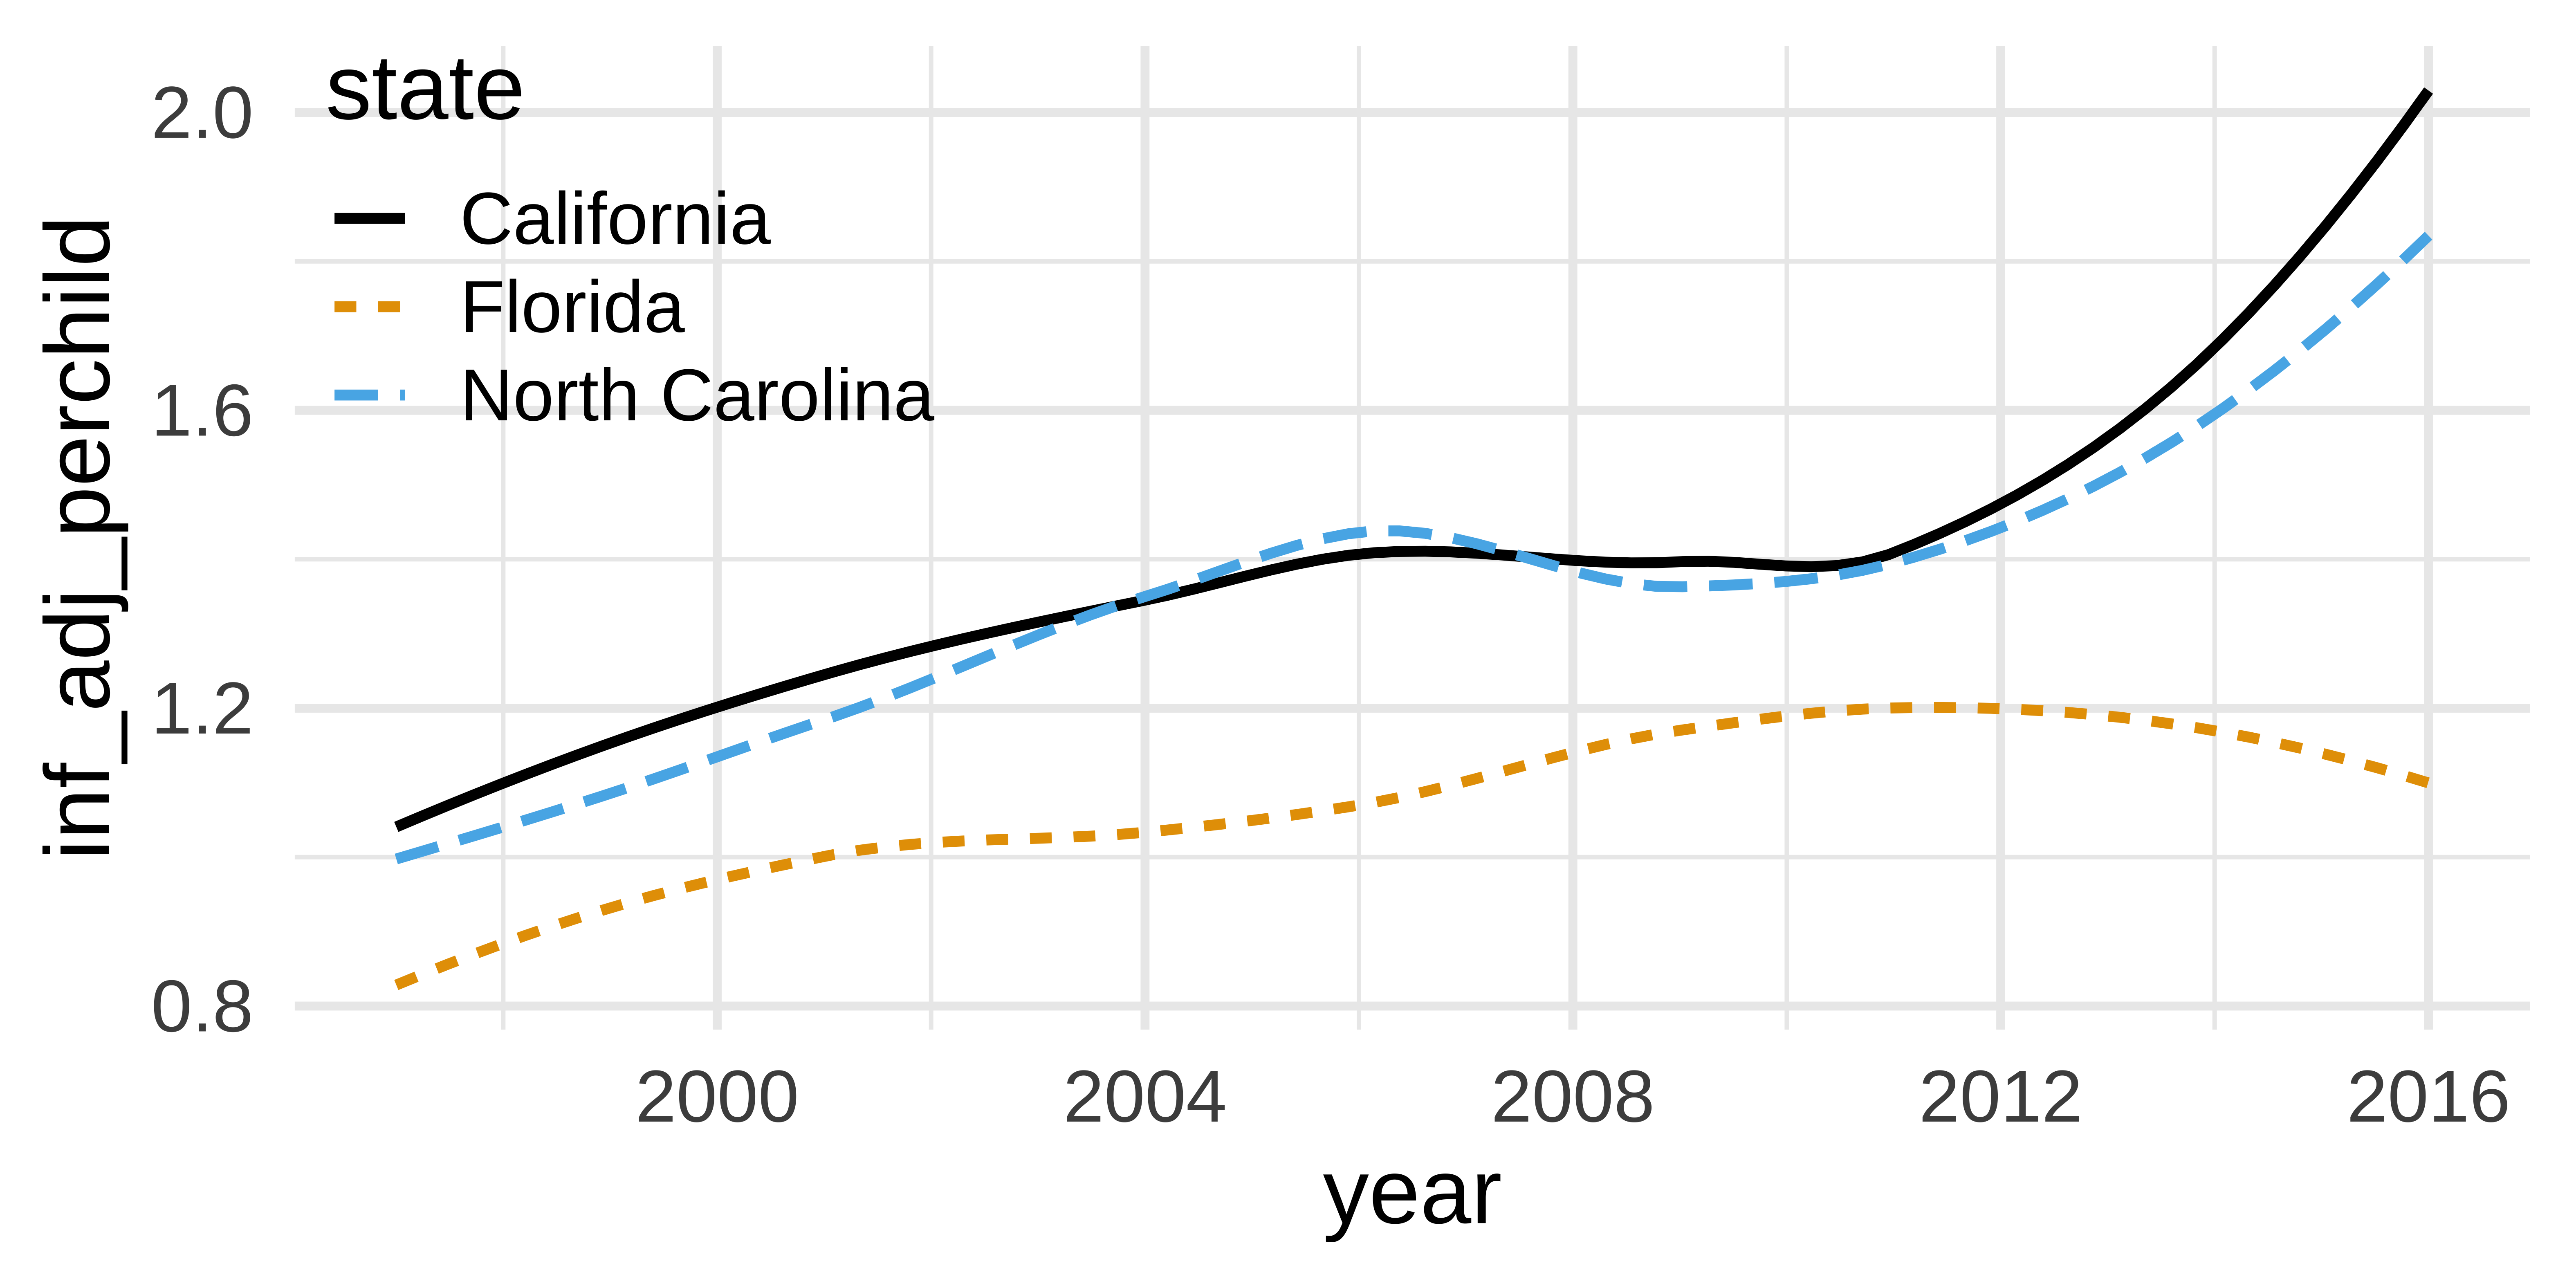 state
California
Florida
North Carolina
2.0
1.6
1.2
0.8
inf_adj_perchild
2000 2004 2008 2012 2016
year